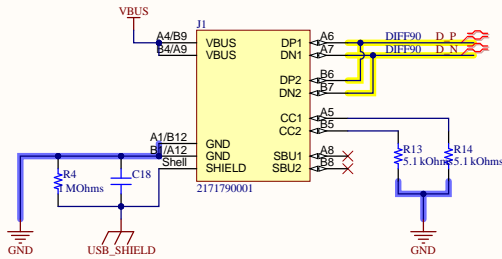 VBUS
J1
A4/B9
B4/A9
VBUS
VBUS
DP1
DN1
A6
A7
DIFF90
D_P
DIFF90
D_N
DP2
DN2
B6
B7
CC1
CC2
A5
B5
A1/B12
B1/A12
Shell
GND
GND
SHIELD
SBU1
SBU2
A8
B8
R4
1 MOhms
C18
2171790001
R13
5.1 kOhms
R14
5.1 kOhms
GND
USB_SHIELD
GND